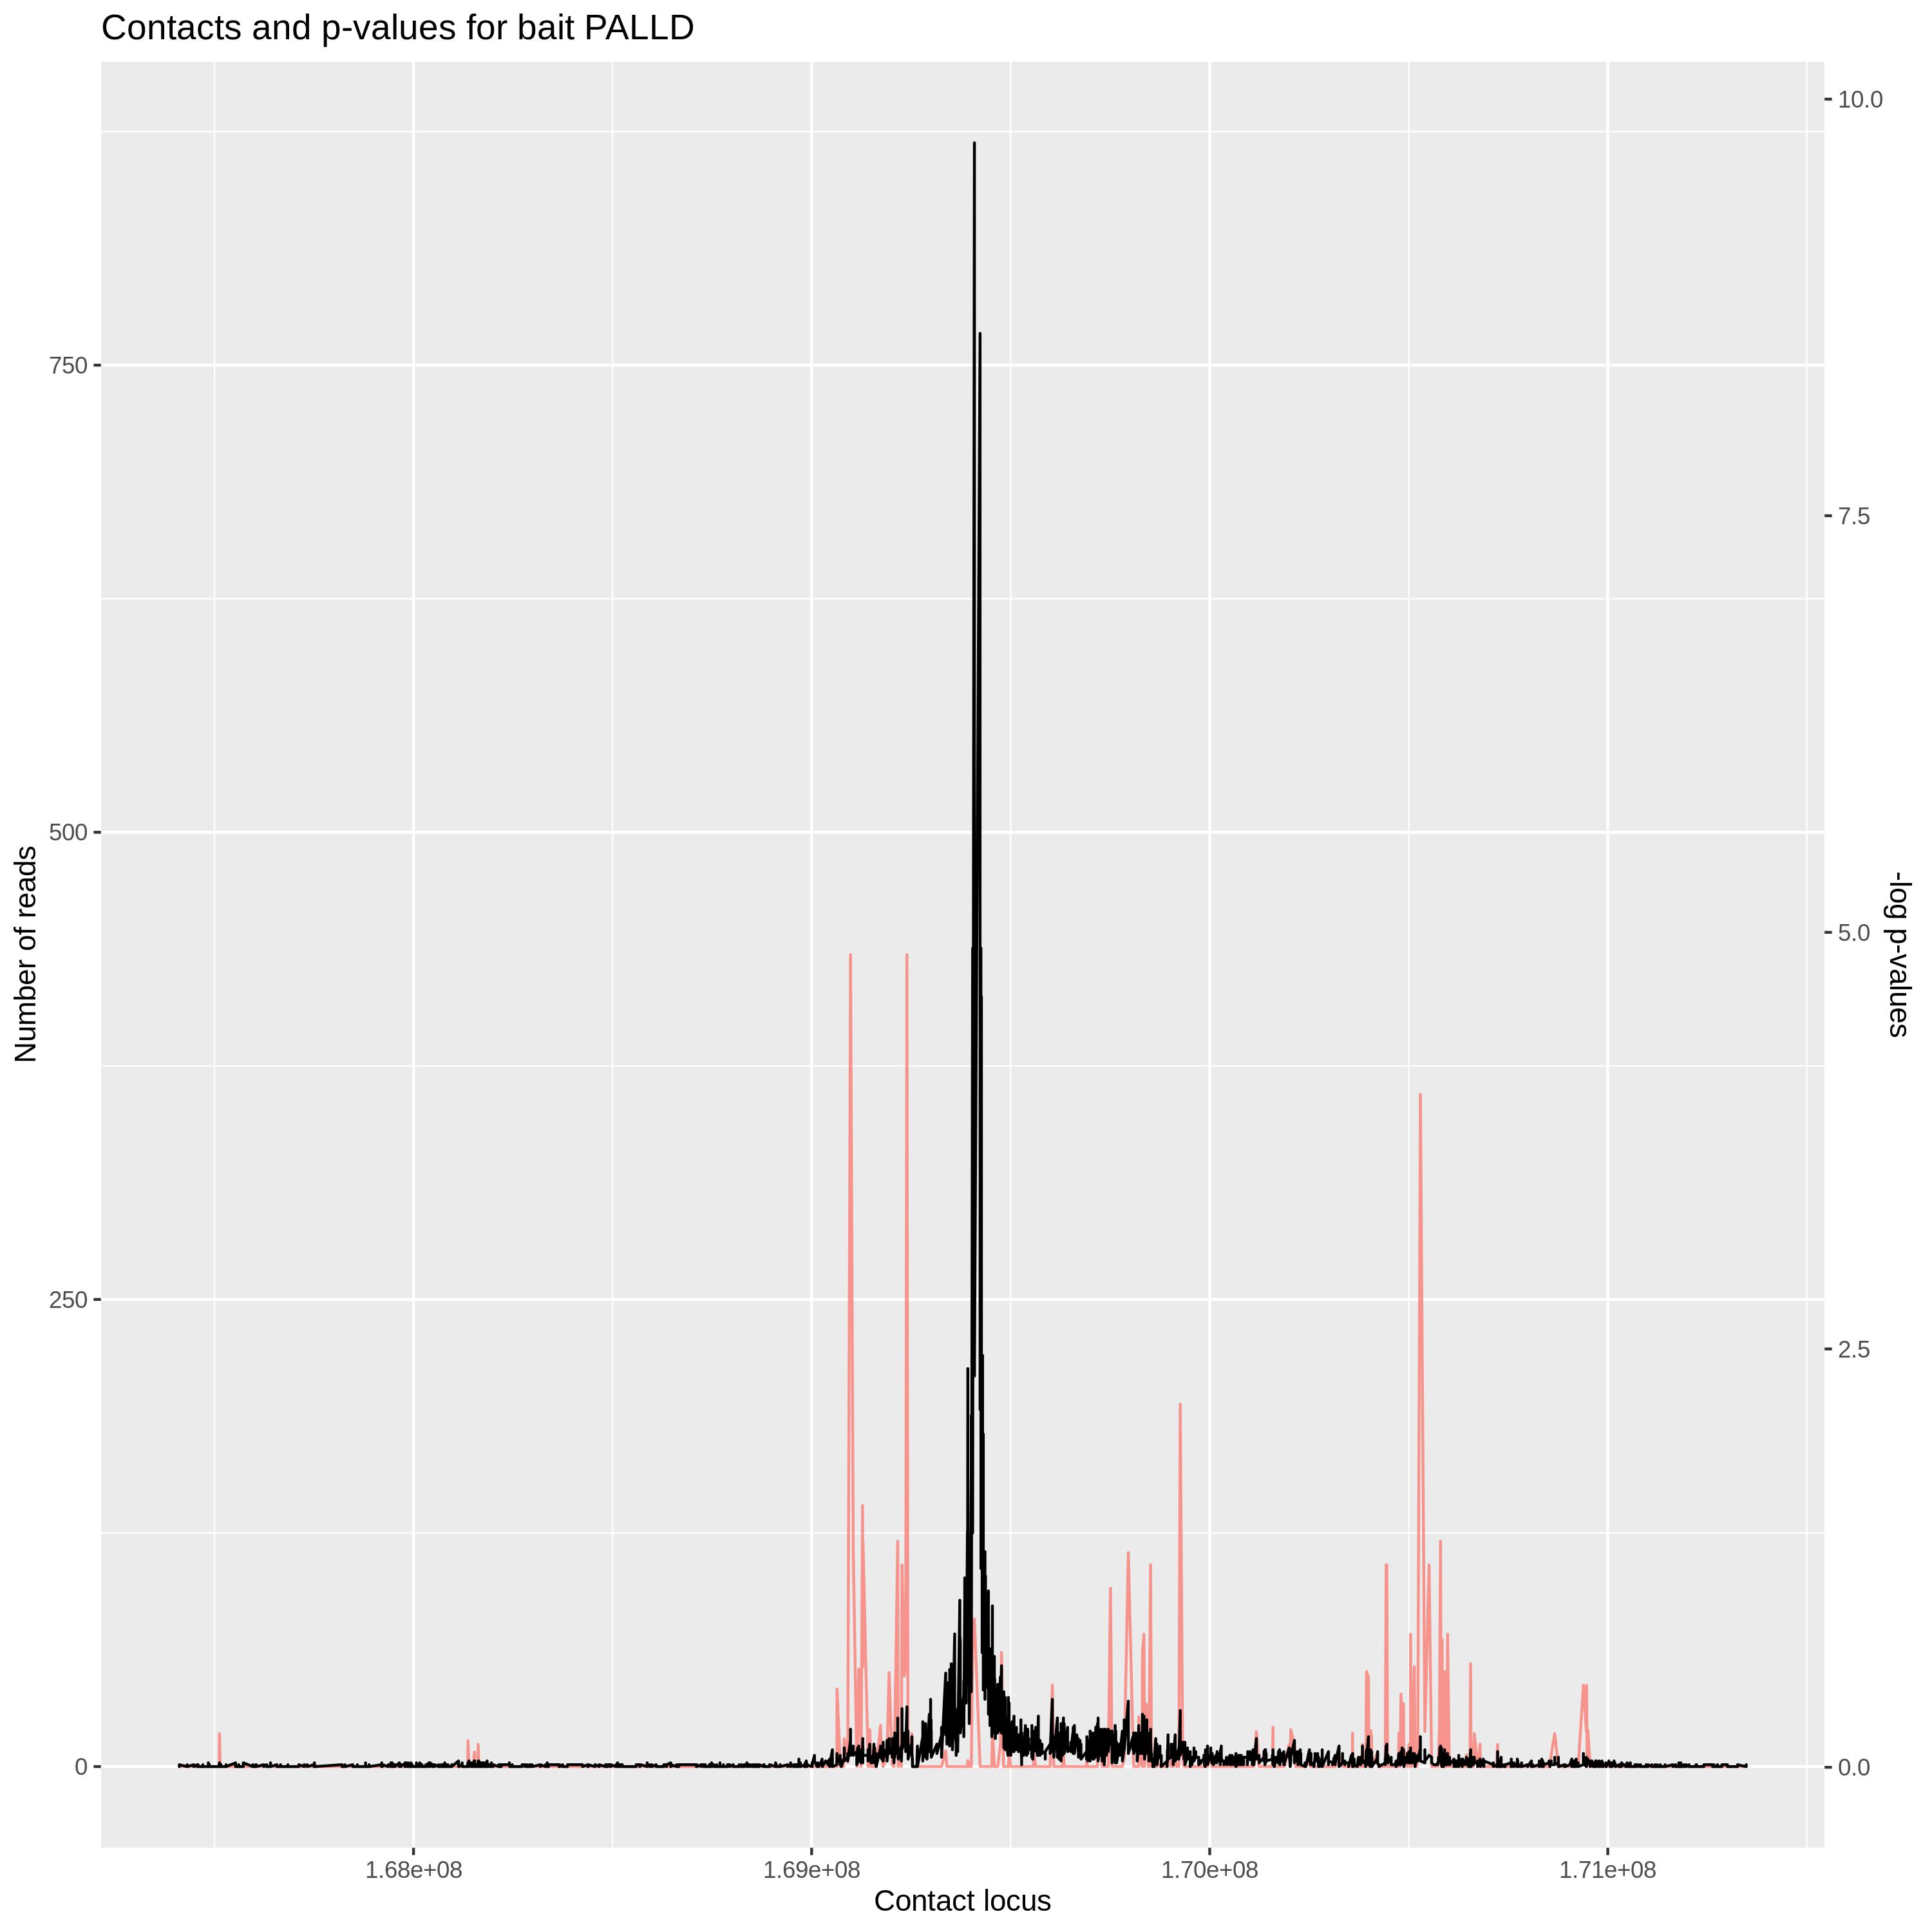 Contacts and p-values for bait PALLD
10.0
750
7.5
500
Number of reads
5.0
-log p-values
250
2.5
0
0.0
1.68e+08
1.69e+08
1.70e+08
1.71e+08
Contact locus